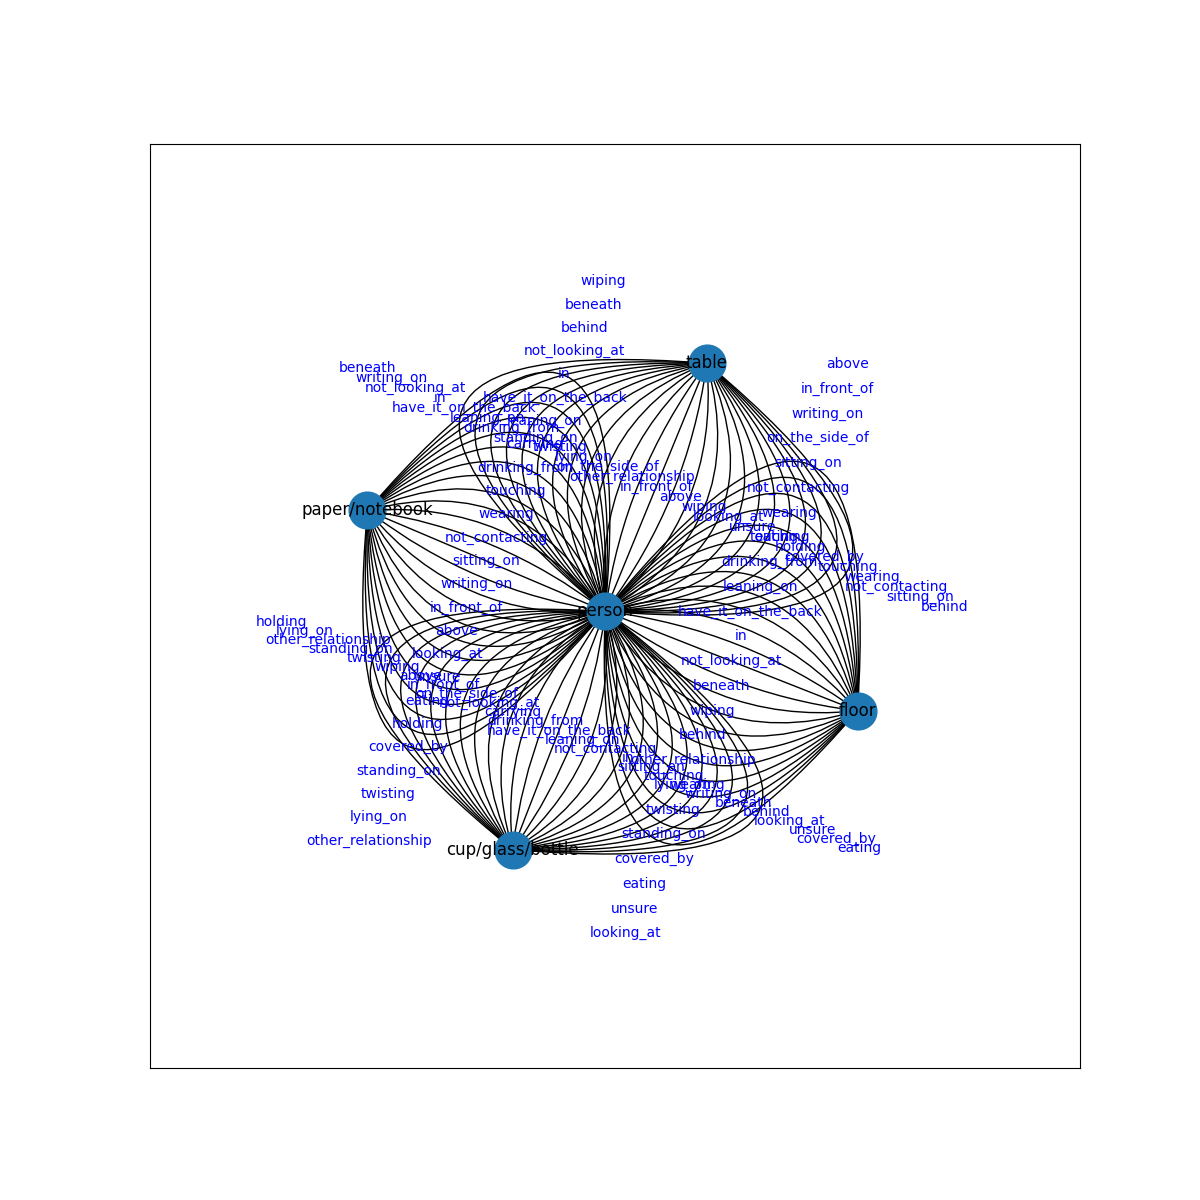 wiping
beneath
behind
not_looking_at
in
have_it_on_the_back
leaning_on
standing_on
twisting
lying_on
on_the_side_of
other_relationship
in_front_of
above
wiping
looking_at
unsure
eating
holding
covered_by
touching
wearing
not_contacting
sitting_on
behind
table
above
in_front_of
writing_on
on_the_side_of
sitting_on
not_contacting
wearing
touching
drinking_from
leaning_on
have_it_on_the_back
in
not_looking_at
beneath
wiping
behind
other_relationship
lying_on
twisting
standing_on
covered_by
eating
unsure
looking_at
beneath
writing_on
not_looking_at
in
have_it_on_the_back
leaning_on
drinking_from
carrying
drinking_from
touching
wearing
not_contacting
sitting_on
writing_on
in_front_of
above
looking_at
unsure
eating
holding
covered_by
standing_on
twisting
lying_on
other_relationship
paper/notebook
person
floor
holding
lying_on
other_relationship
standing_on
twisting
wiping
above
in_front_of
on_the_side_of
not_looking_at
carrying
drinking_from
have_it_on_the_back
leaning_on
not_contacting
in
sitting_on
touching
wearing
writing_on
beneath
behind
looking_at
unsure
covered_by
eating
cup/glass/bottle